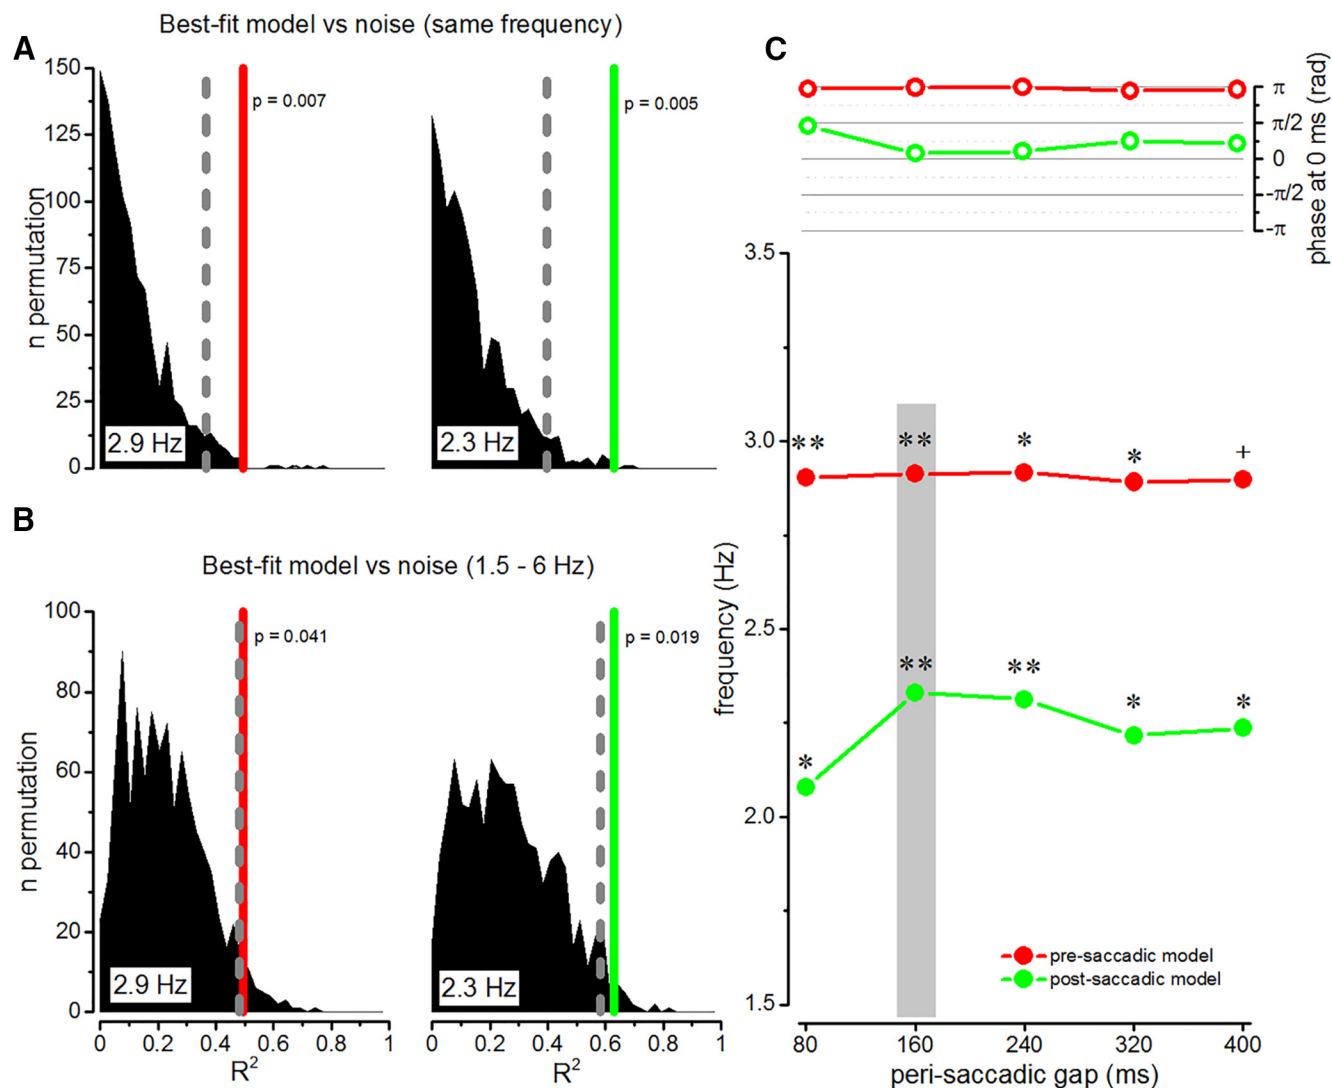 Best-fit model vs noise (same frequency)
A
C
150
125
100
75
50
25
0
n permutation
p = 0.007
2.9 Hz
p = 0.005
2.3 Hz
π
π/2
0
-π/2
-π
phase at 0 ms (rad)
B
Best-fit model vs noise (1.5 - 6 Hz)
100
80
60
40
20
0
n permutation
p = 0.041
2.9 Hz
p = 0.019
2.3 Hz
0 0.2 0.4 0.6 0.8 1
R²
0 0.2 0.4 0.6 0.8 1
R²
3.5
3.0
2.5
2.0
1.5
frequency (Hz)
** ** * * +
* ** ** * *
pre-saccadic model
post-saccadic model
80 160 240 320 400
peri-saccadic gap (ms)